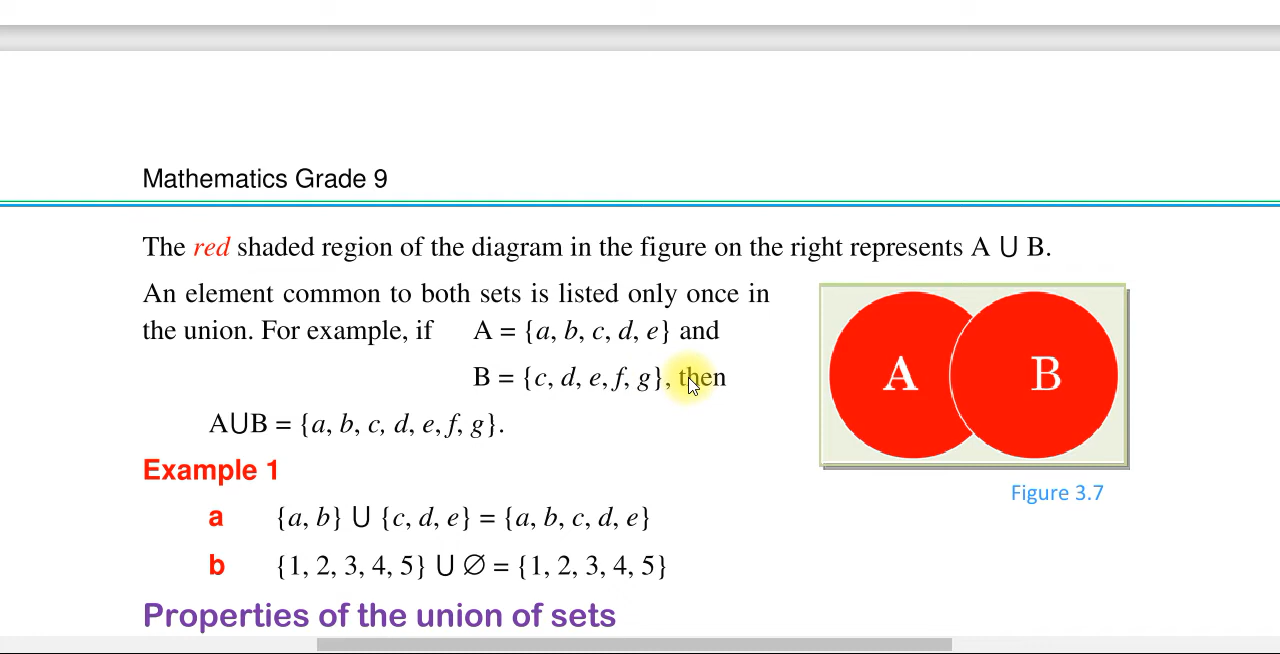 Mathematics Grade 9
The red shaded region of the diagram in the figure on the right represents A ∪ B.
An element common to both sets is listed only once in
the union. For example, if A = {a, b, c, d, e} and
B = {c, d, e, f, g}, then
A∪B = {a, b, c, d, e, f, g}.
A B
Figure 3.7
Example 1
a {a, b} ∪ {c, d, e} = {a, b, c, d, e}
b {1, 2, 3, 4, 5} ∪ ∅ = {1, 2, 3, 4, 5}
Properties of the union of sets